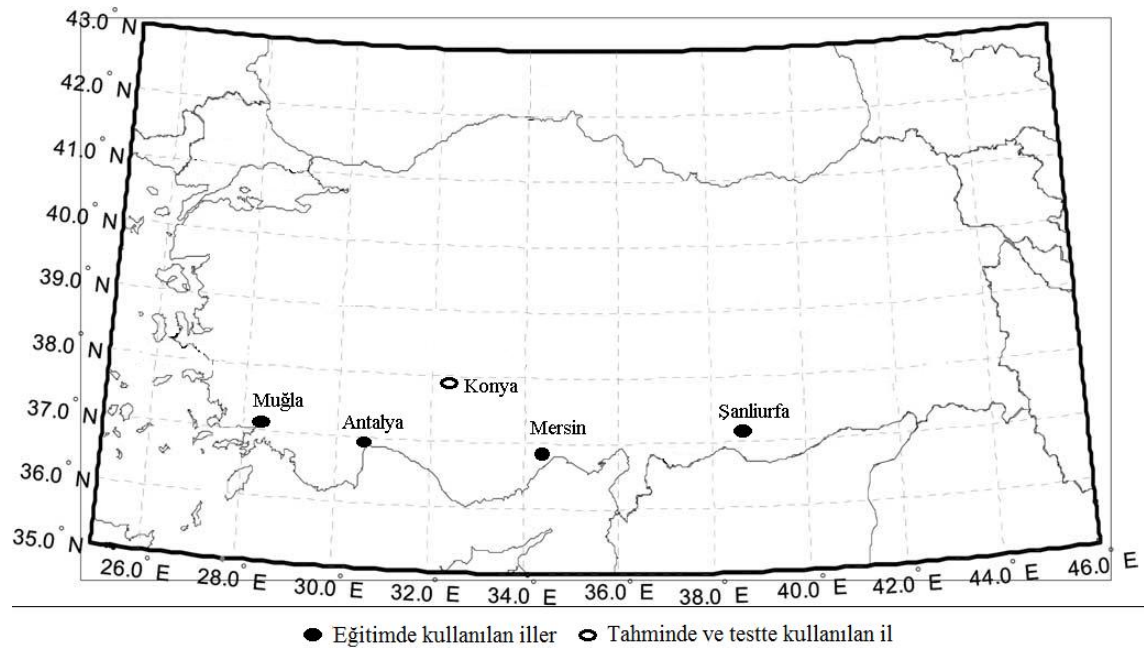 43.0° N
42.0° N
41.0° N
40.0° N
39.0° N
38.0° N
37.0° N
36.0° N
35.0° N
Konya
Muğla
Antalya
Mersin
Şanliurfa
26.0° E
28.0° E
30.0° E
32.0° E
34.0° E
36.0° E
38.0° E
40.0° E
42.0° E
44.0° E
46.0° E
Eğitimde kullanılan iller
Tahminde ve testte kullanılan il